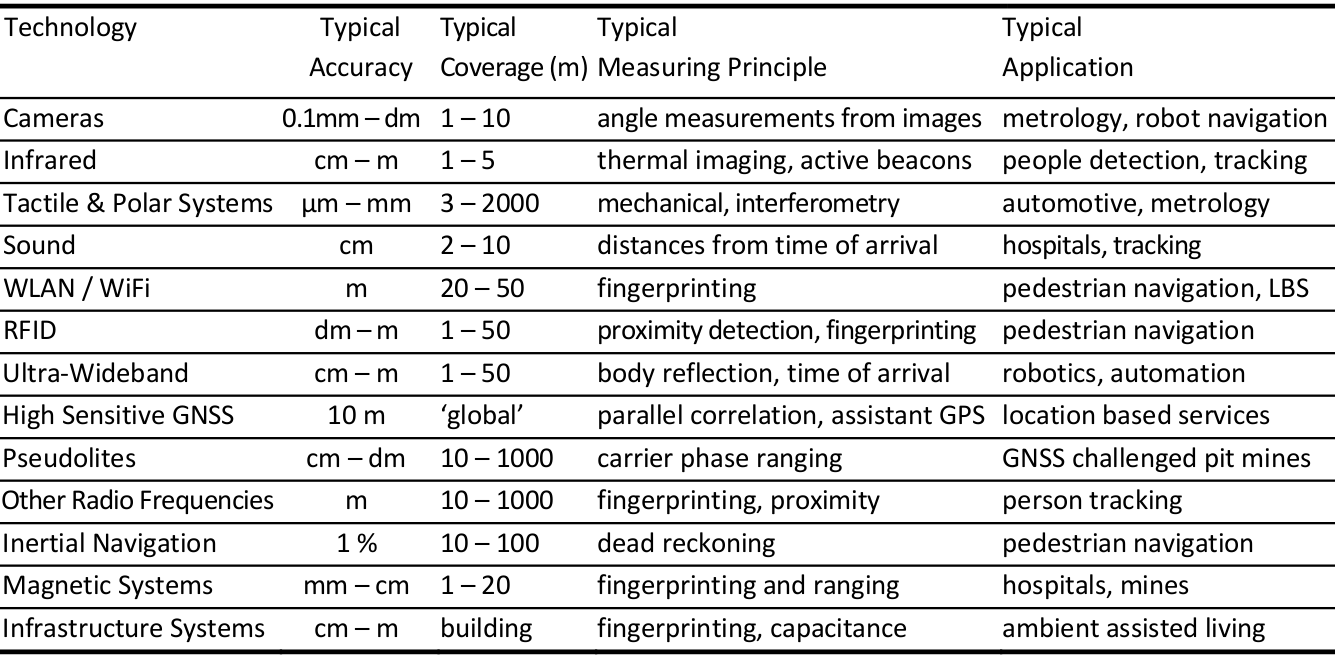 Technology Typical Typical Typical Typical
Accuracy Coverage (m) Measuring Principle Application
Cameras 0.1mm – dm 1 – 10 angle measurements from images metrology, robot navigation
Infrared cm – m 1 – 5 thermal imaging, active beacons people detection, tracking
Tactile & Polar Systems µm – mm 3 – 2000 mechanical, interferometry automotive, metrology
Sound cm 2 – 10 distances from time of arrival hospitals, tracking
WLAN / WiFi m 20 – 50 fingerprinting pedestrian navigation, LBS
RFID dm – m 1 – 50 proximity detection, fingerprinting pedestrian navigation
Ultra-Wideband cm – m 1 – 50 body reflection, time of arrival robotics, automation
High Sensitive GNSS 10 m ‘global’ parallel correlation, assistant GPS location based services
Pseudolites cm – dm 10 – 1000 carrier phase ranging GNSS challenged pit mines
Other Radio Frequencies m 10 – 1000 fingerprinting, proximity person tracking
Inertial Navigation 1 % 10 – 100 dead reckoning pedestrian navigation
Magnetic Systems mm – cm 1 – 20 fingerprinting and ranging hospitals, mines
Infrastructure Systems cm – m building fingerprinting, capacitance ambient assisted living